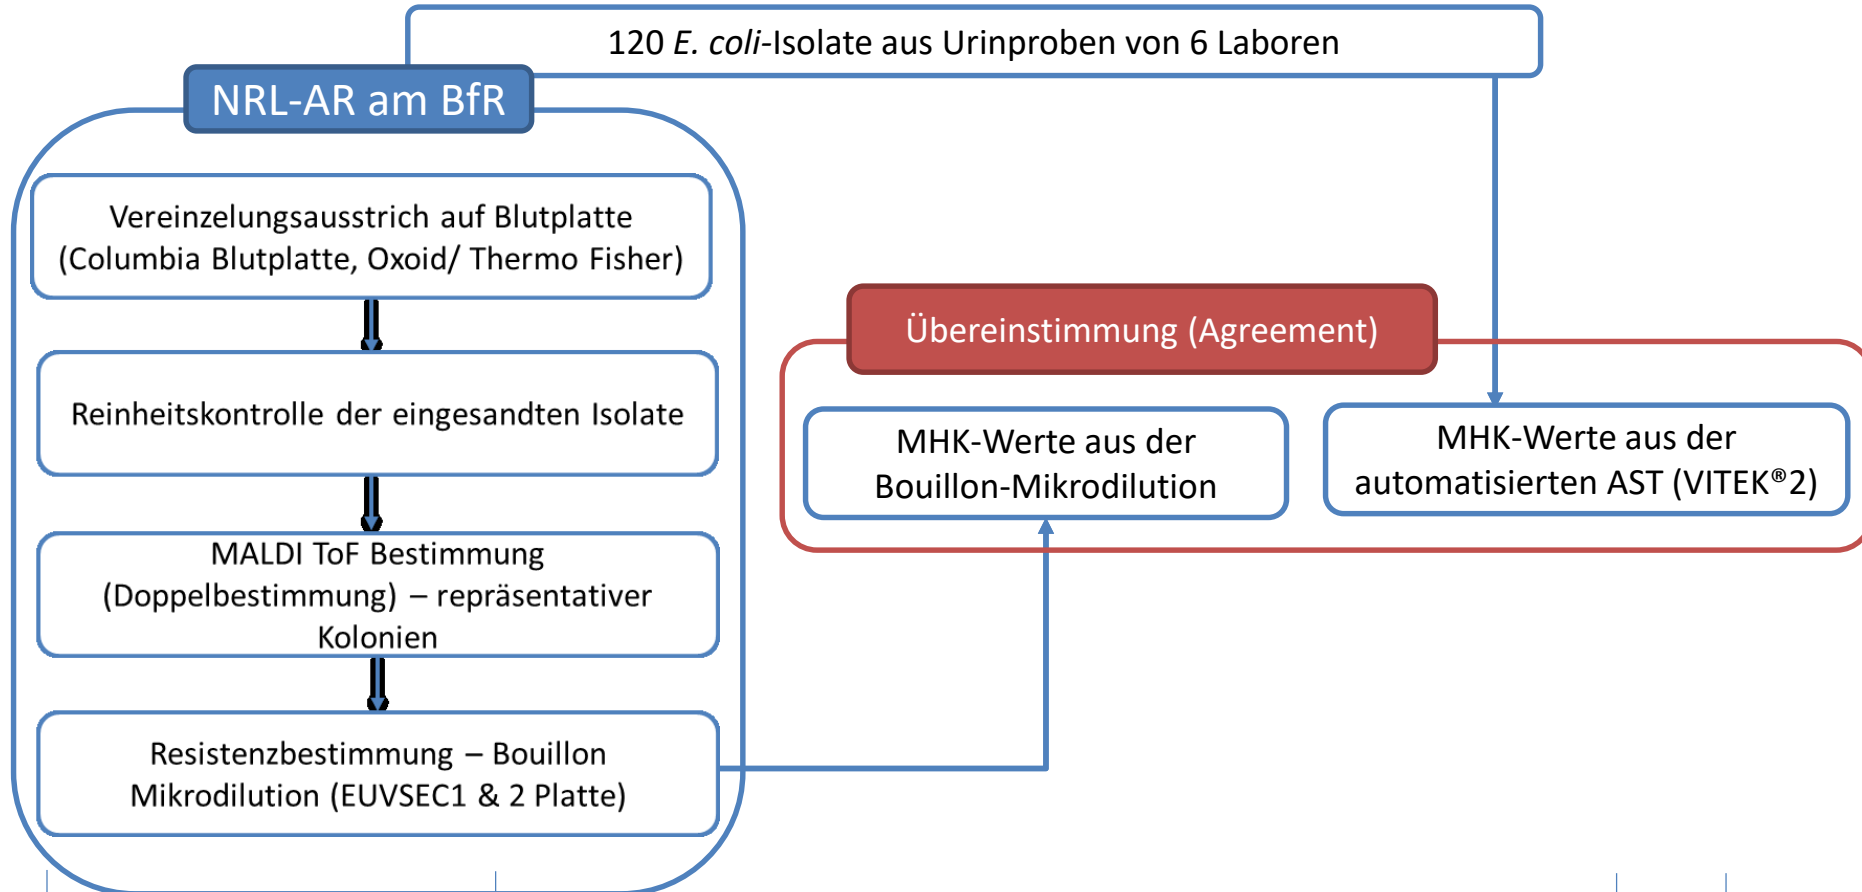 120 E. coli-Isolate aus Urinproben von 6 Laboren
NRL-AR am BfR
Vereinzelungsausstrich auf Blutplatte
(Columbia Blutplatte, Oxoid/ Thermo Fisher)
Reinheitskontrolle der eingesandten Isolate
MALDI ToF Bestimmung
(Doppelbestimmung) – repräsentativer
Kolonien
Resistenzbestimmung – Bouillon
Mikrodilution (EUVSEC1 & 2 Platte)
Übereinstimmung (Agreement)
MHK-Werte aus der
Bouillon-Mikrodilution
MHK-Werte aus der
automatisierten AST (VITEK®2)